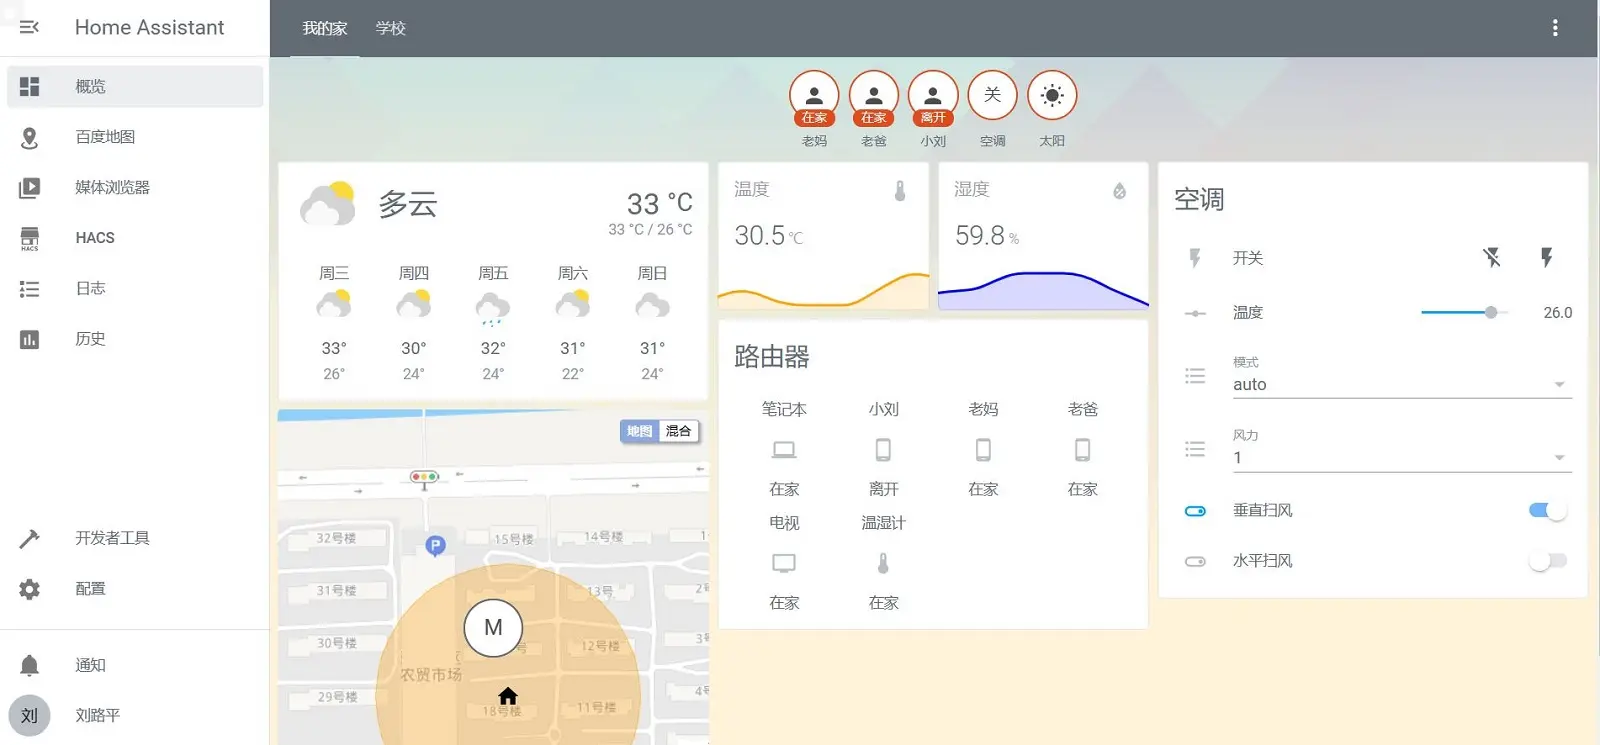 Home Assistant
概览
百度地图
媒体浏览器
HACS
HACS
日志
历史
开发者工具
配置
通知
刘
刘路平
我的家
学校
在家
在家
离开
关
老妈
老爸
小刘
空调
太阳
多云
33 °C
33 °C / 26 °C
周三
周四
周五
周六
周日
33°
30°
32°
31°
31°
26°
24°
24°
22°
24°
地图
混合
32号楼
P
15号楼
14号楼
31号楼
13号
M
30号楼
号
12号楼
农贸市场
29号楼
18号楼
11号楼
温度
30.5 °C
湿度
59.8 %
路由器
笔记本
小刘
老妈
老爸
在家
离开
在家
在家
电视
温湿计
在家
在家
空调
开关
温度
26.0
模式
auto
风力
1
垂直扫风
水平扫风